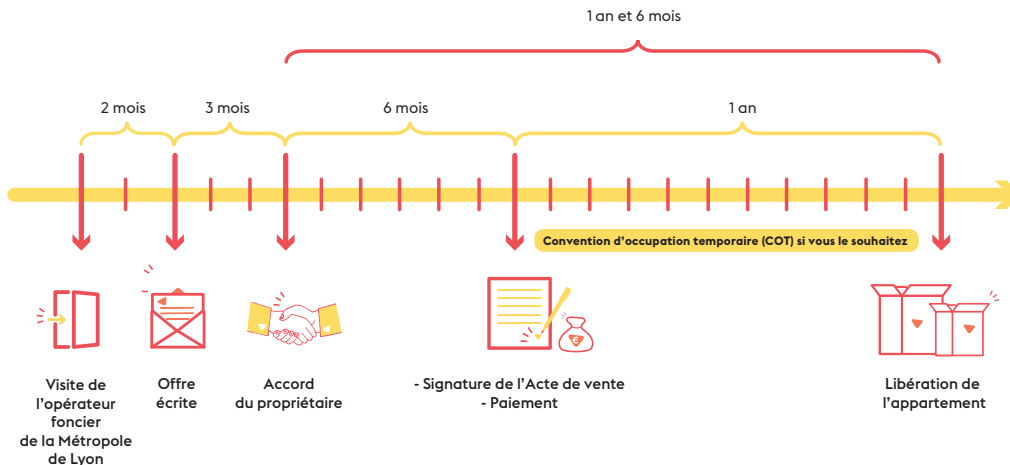 1 an et 6 mois
2 mois
3 mois
6 mois
1 an
Convention d'occupation temporaire (COT) si vous le souhaitez
€
Visite de
l'opérateur
foncier
de la Métropole
de Lyon
Offre
écrite
Accord
du propriétaire
- Signature de l'Acte de vente
- Paiement
Libération de
l'appartement